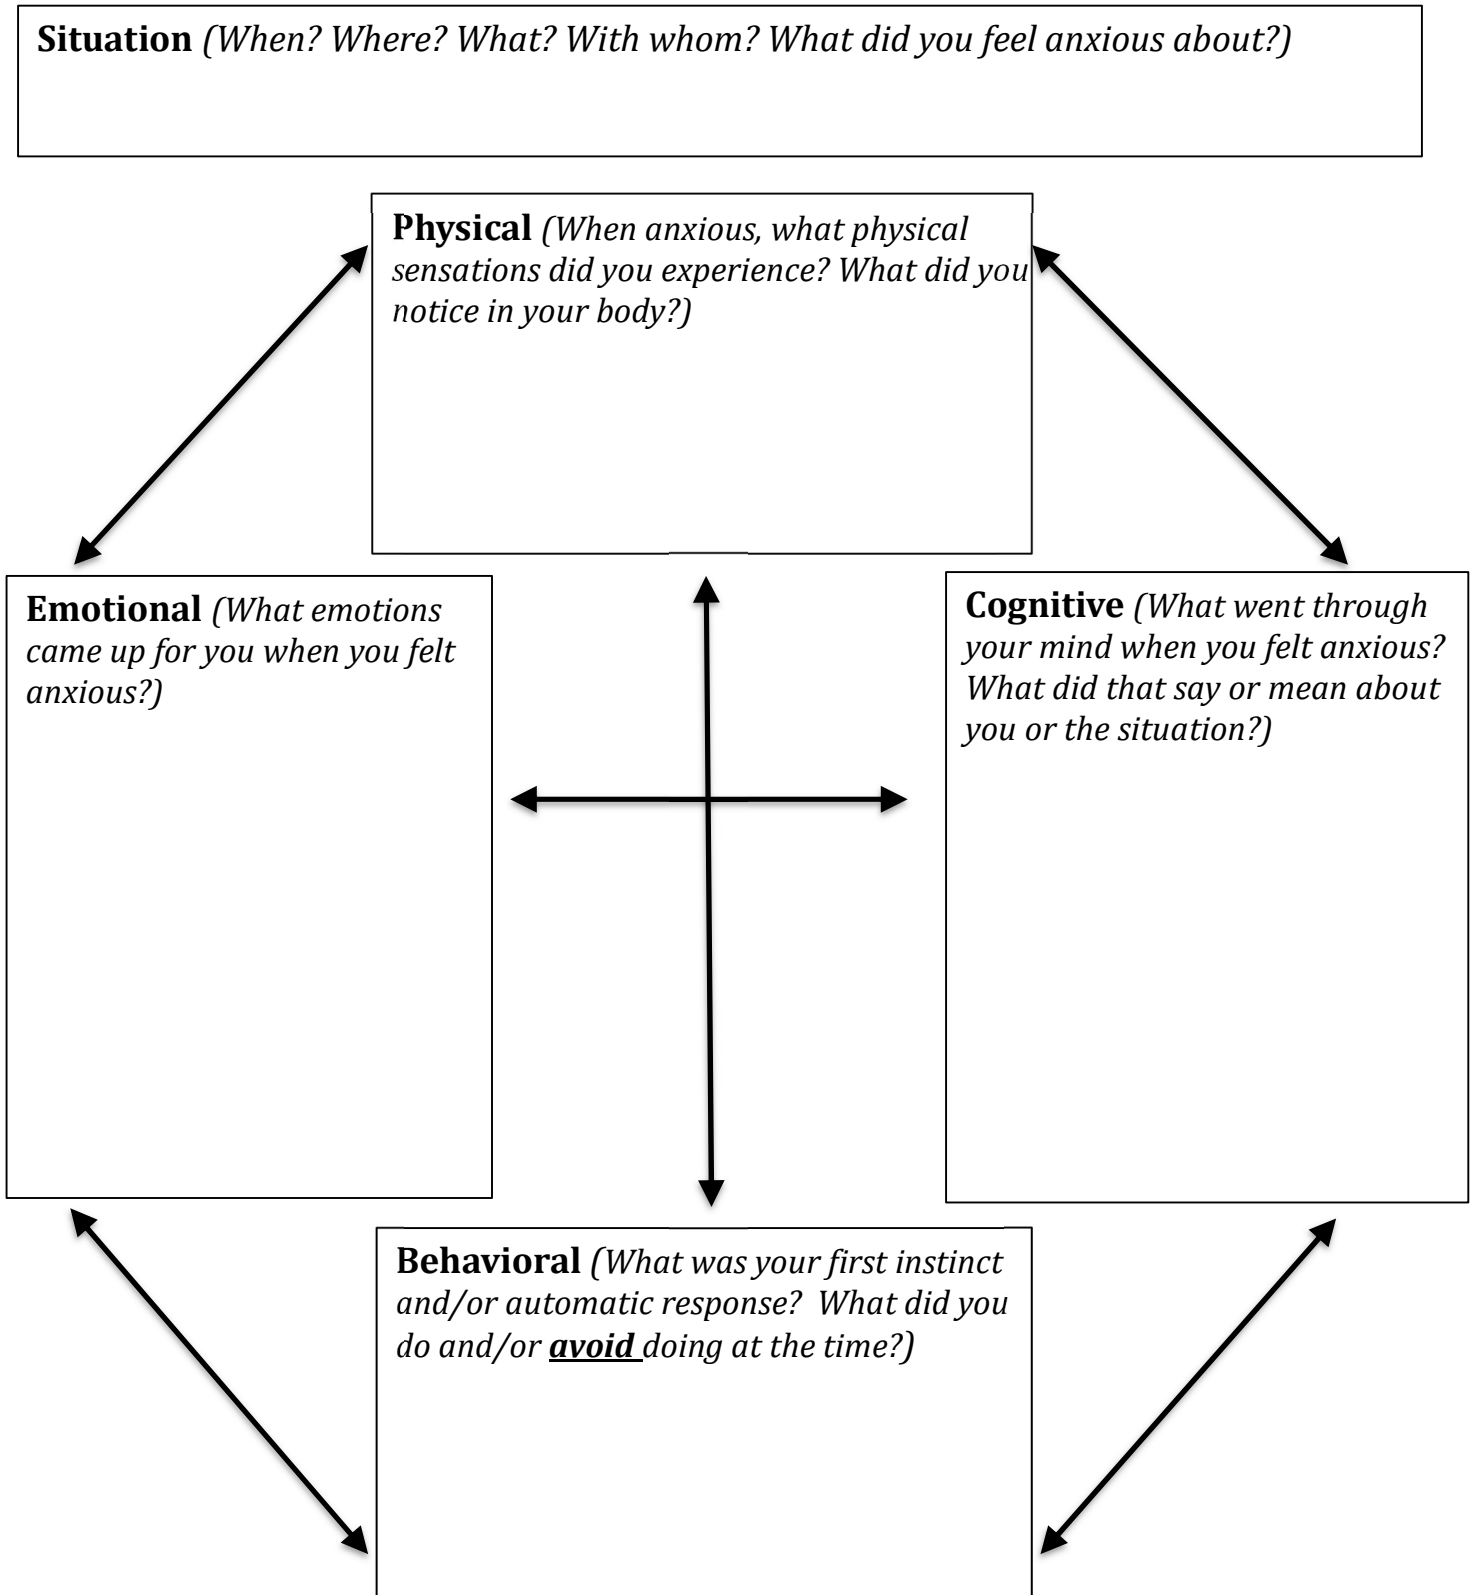 Situation (When? Where? What? With whom? What did you feel anxious about?)
Physical (When anxious, what physical
sensations did you experience? What did you
notice in your body?)
Emotional (What emotions
came up for you when you felt
anxious?)
Cognitive (What went through
your mind when you felt anxious?
What did that say or mean about
you or the situation?)
Behavioral (What was your first instinct
and/or automatic response?  What did you
do and/or avoid doing at the time?)